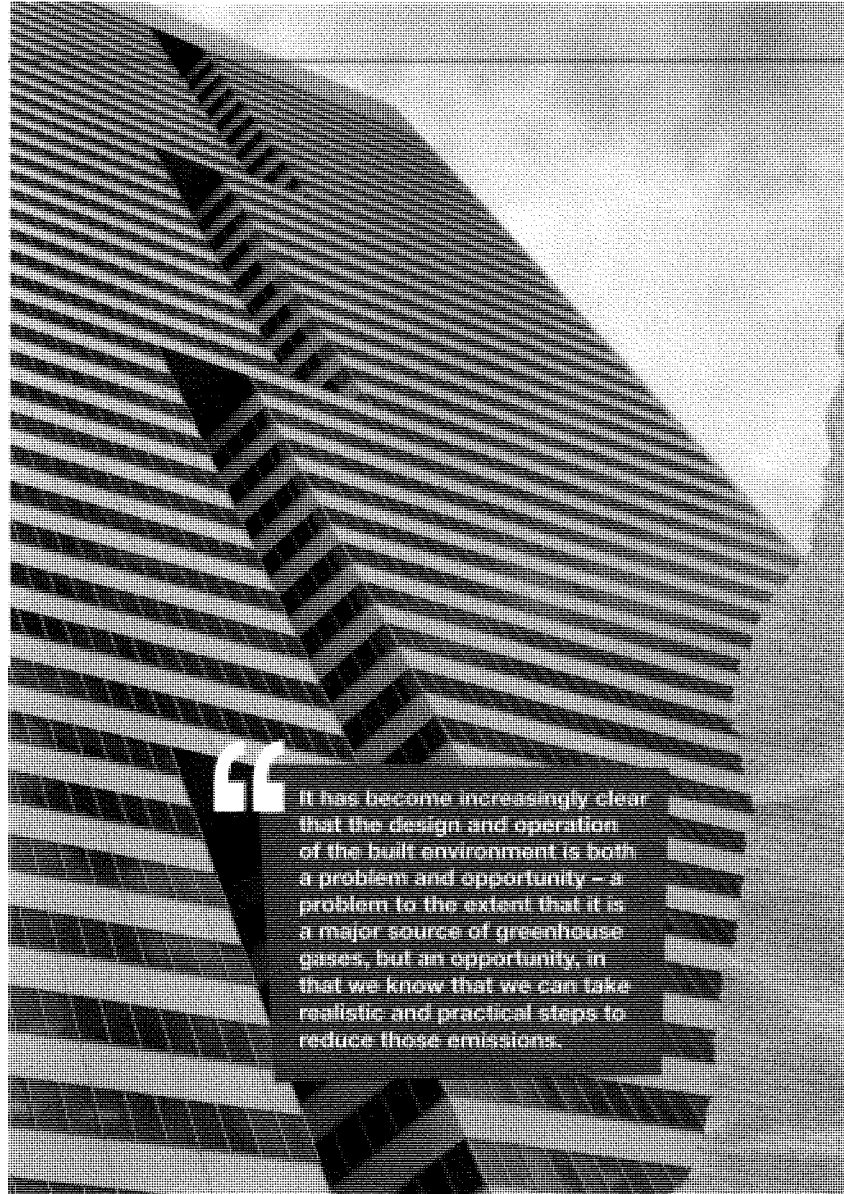 “
It has become increasingly clear
that the design and operation
of the built environment is both
a problem and opportunity – a
problem to the extent that it is
a major source of greenhouse
gases, but an opportunity, in
that we know that we can take
realistic and practical steps to
reduce those emissions.